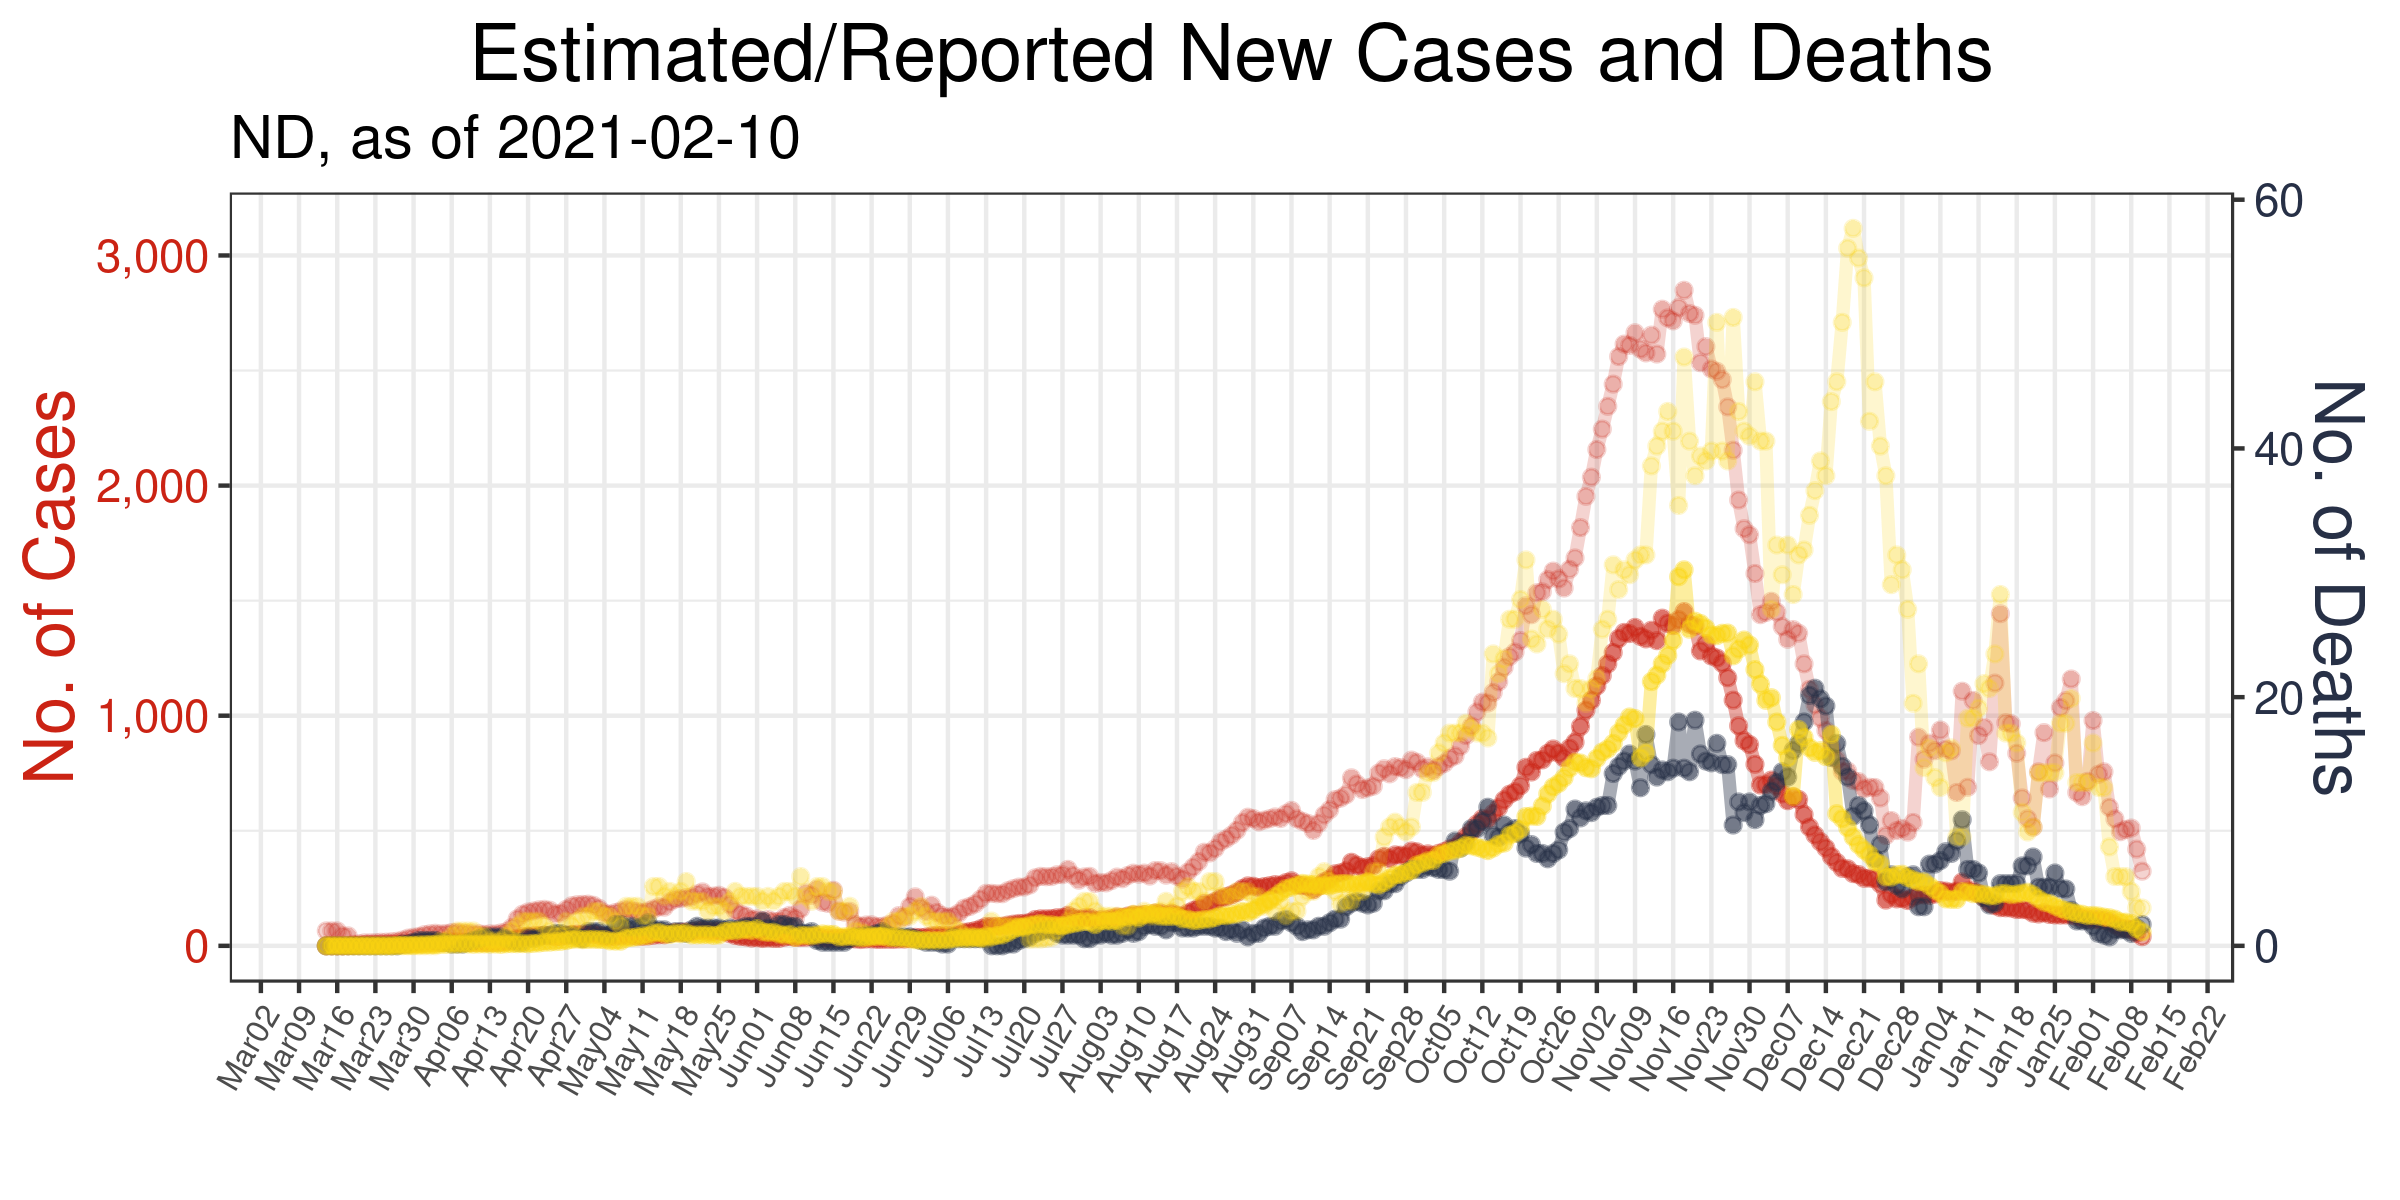 Estimated/Reported New Cases and Deaths
ND, as of 2021-02-10
No. of Cases
3,000
2,000
1,000
0
60
40
20
0
No. of Deaths
Mar02 Mar09 Mar16 Mar23 Mar30 Apr06 Apr13 Apr20 Apr27 May04 May11 May18 May25 Jun01 Jun08 Jun15 Jun22 Jun29 Jul06 Jul13 Jul20 Jul27 Aug03 Aug10 Aug17 Aug24 Aug31 Sep07 Sep14 Sep21 Sep28 Oct05 Oct12 Oct19 Oct26 Nov02 Nov09 Nov16 Nov23 Nov30 Dec07 Dec14 Dec21 Dec28 Jan04 Jan11 Jan18 Jan25 Feb01 Feb08 Feb15 Feb22